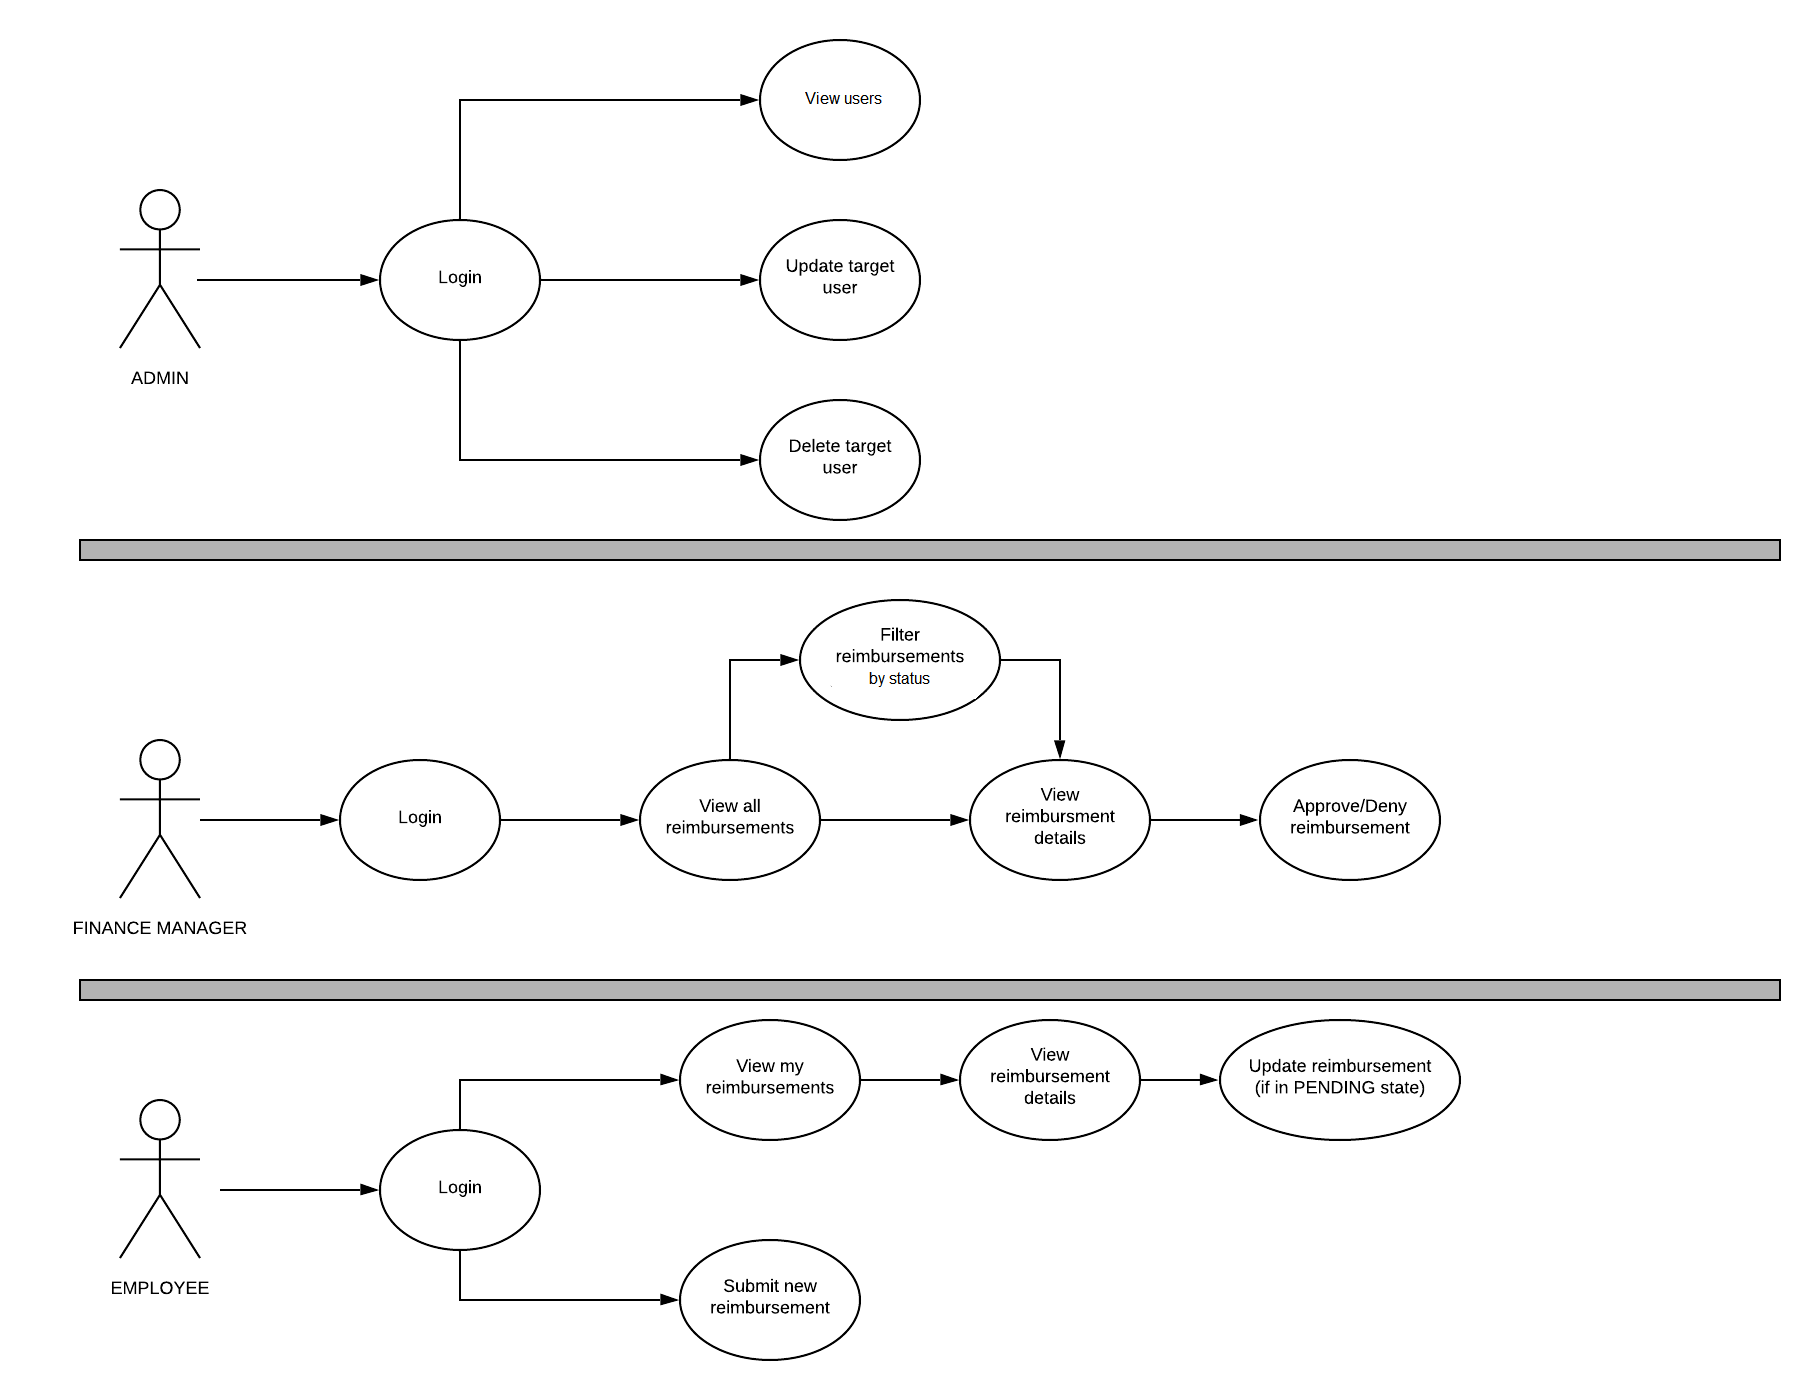 View users
Login
Update target
user
ADMIN
Delete target
user
Filter
reimbursements
by status
Login
View all
reimbursements
View
reimbursment
details
Approve/Deny
reimbursement
FINANCE MANAGER
View my
reimbursements
View
reimbursement
details
Update reimbursement
(if in PENDING state)
Login
EMPLOYEE
Submit new
reimbursement